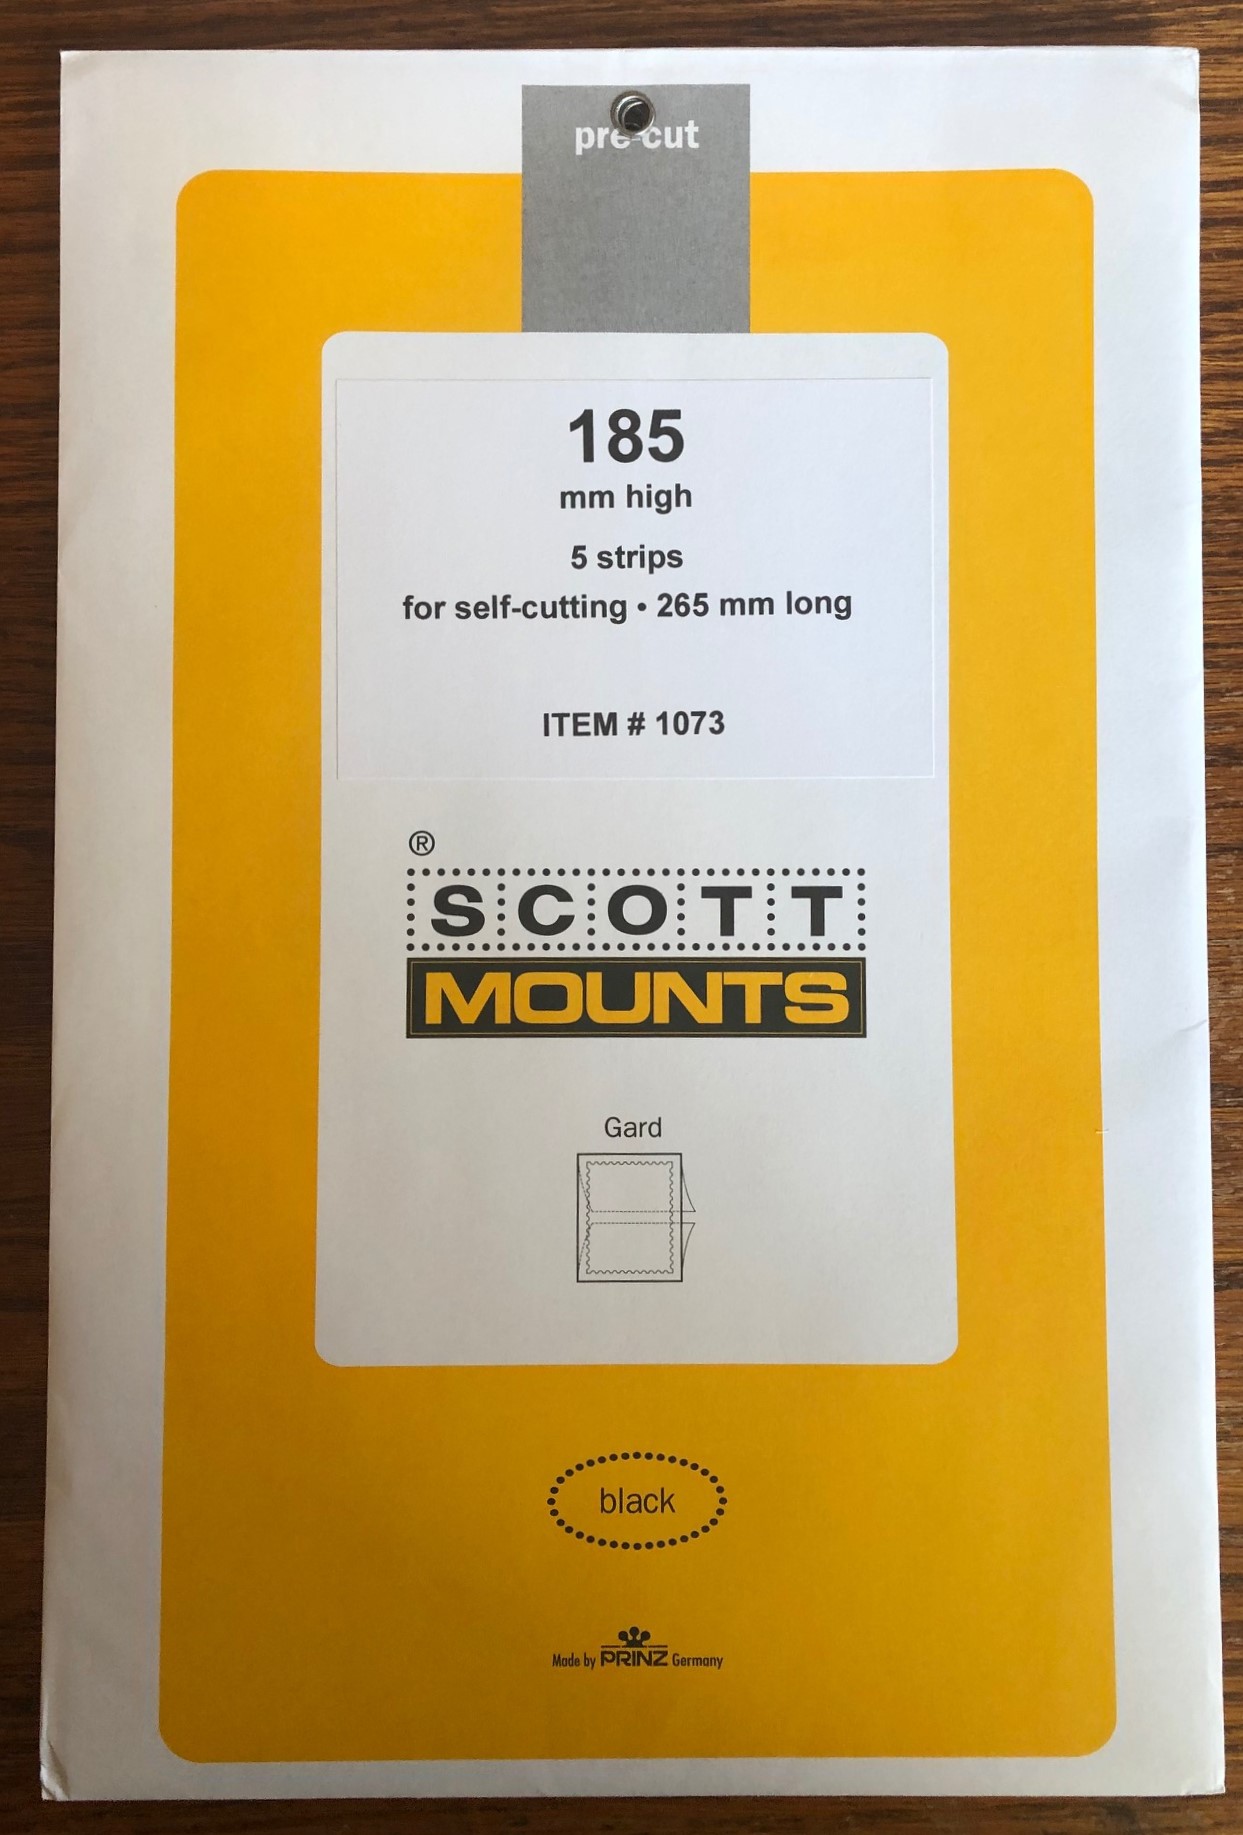 pre-cut
185
mm high
5 strips
for self-cutting • 265 mm long
ITEM # 1073
®
SCOTT
MOUNTS
Gard
black
Made by PRINZ Germany